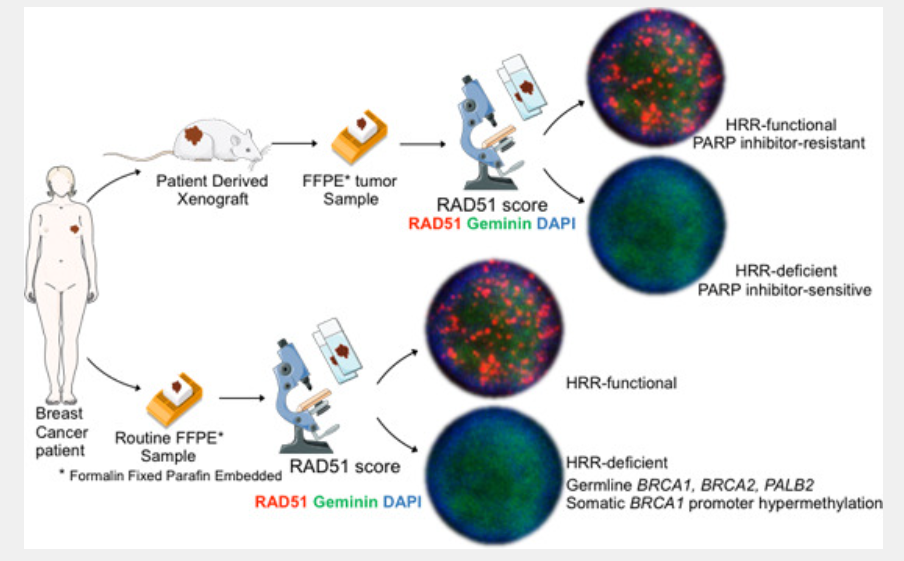 HRR-functional
PARP inhibitor-resistant
Patient Derived
Xenograft
FFPE* tumor
Sample
RAD51 score
RAD51 Geminin DAPI
HRR-deficient
PARP inhibitor-sensitive
HRR-functional
Breast
Cancer
patient
Routine FFPE*
Sample
* Formalin Fixed Parafin Embedded
RAD51 score
RAD51 Geminin DAPI
HRR-deficient
Germline BRCA1, BRCA2, PALB2
Somatic BRCA1 promoter hypermethylation